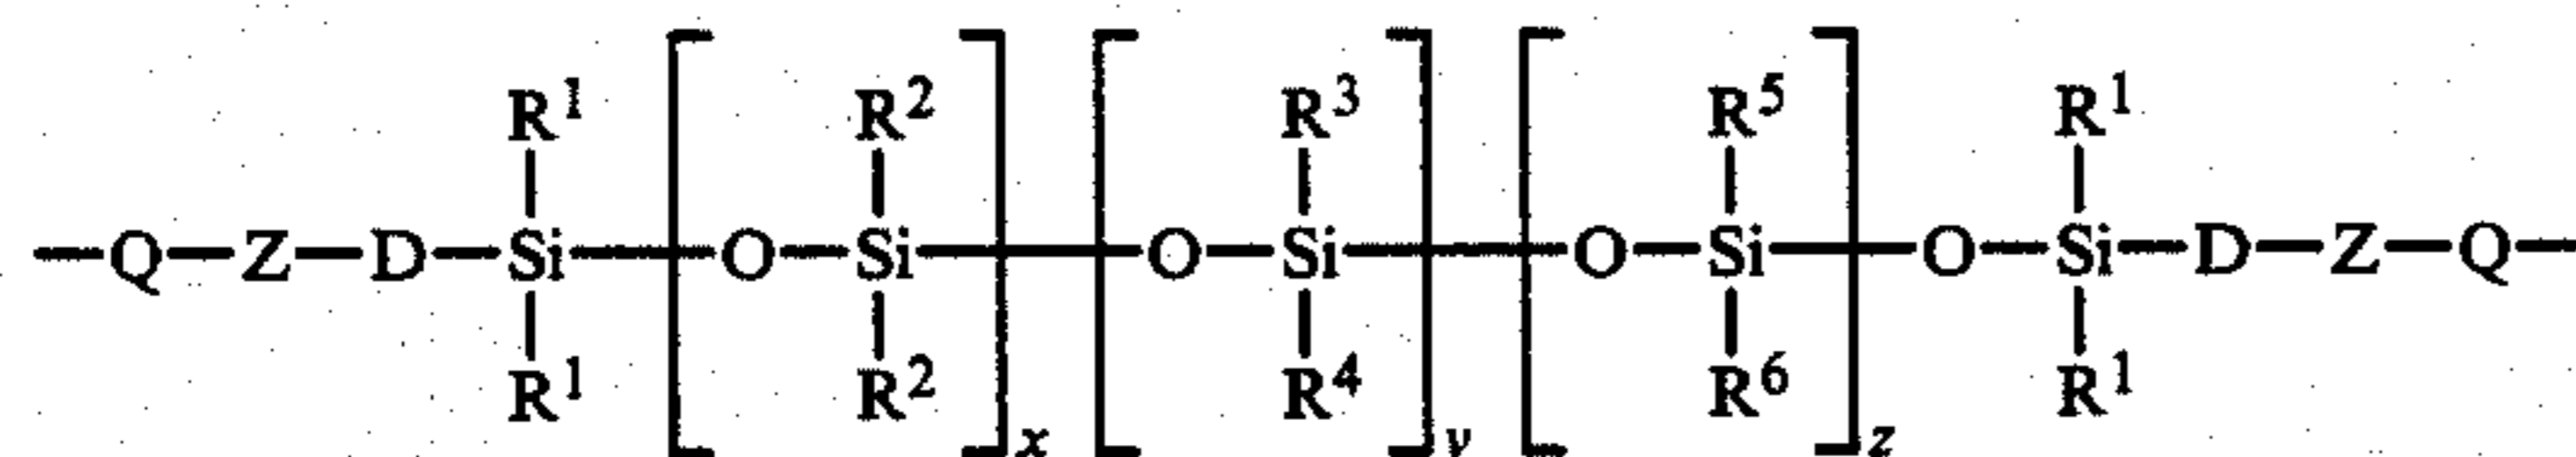 R¹ R² R³ R⁵ R¹
—Q—Z—D—Si—[O—Si—]x[O—Si—]y[O—Si—]z—O—Si—D—Z—Q—
R¹ R² R⁴ R⁶ R¹